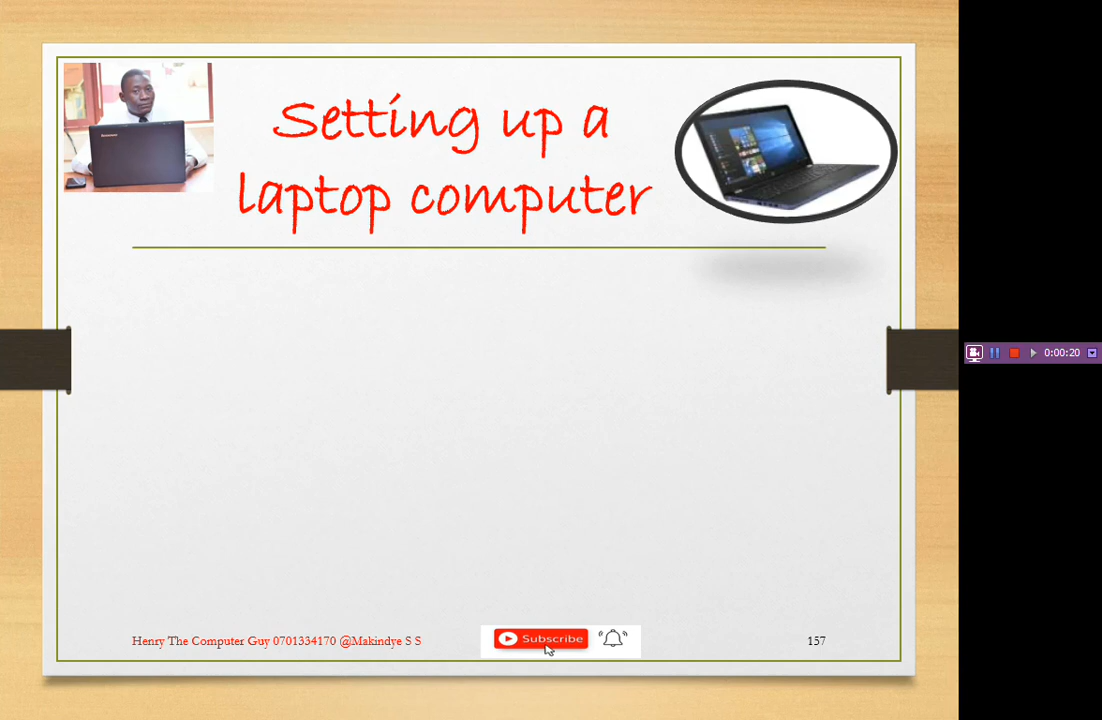 Setting up a
laptop computer
0:00:20
Henry The Computer Guy 0701334170 @Makindye S S
Subscribe
157